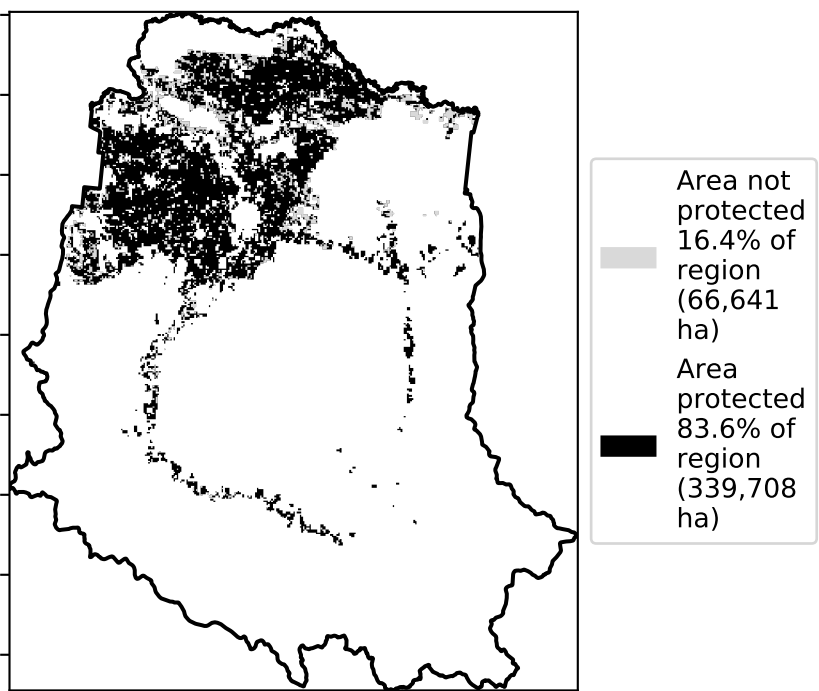 Area not
protected
16.4% of
region
(66,641
ha)
Area
protected
83.6% of
region
(339,708
ha)